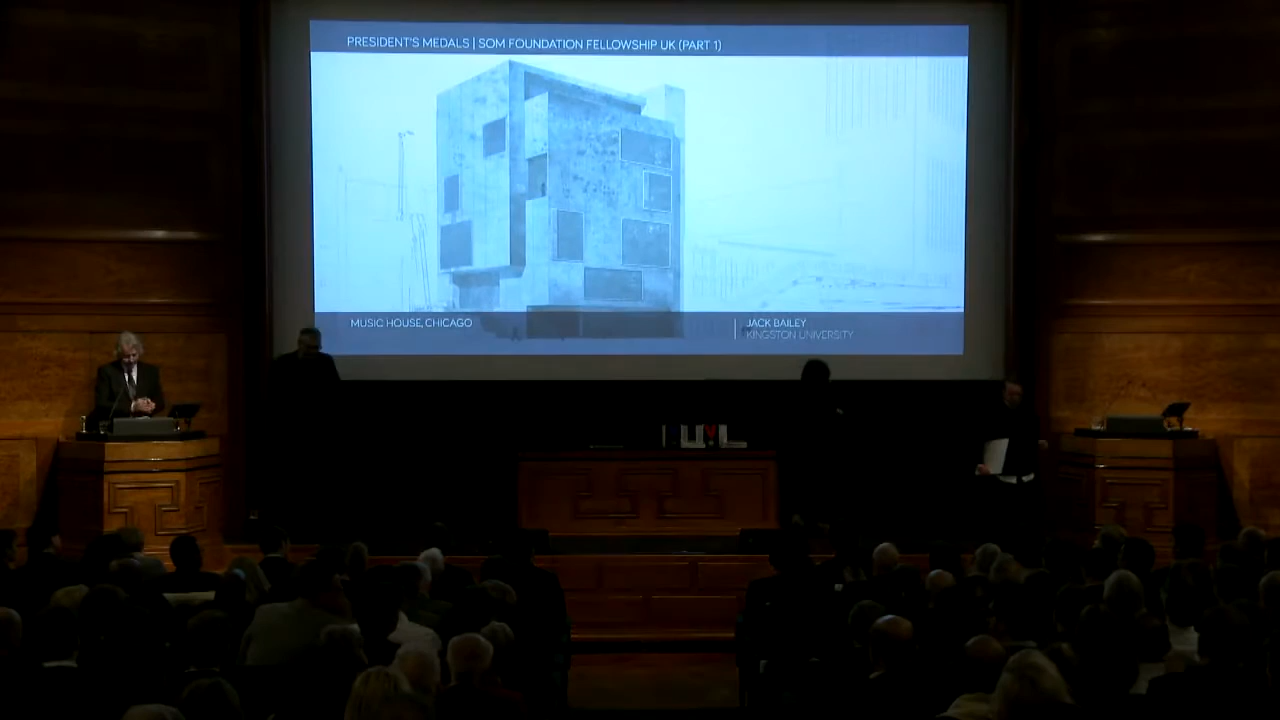 PRESIDENT'S MEDALS | SOM FOUNDATION FELLOWSHIP UK (PART 1)
MUSIC HOUSE, CHICAGO
JACK BAILEY
KINGSTON UNIVERSITY